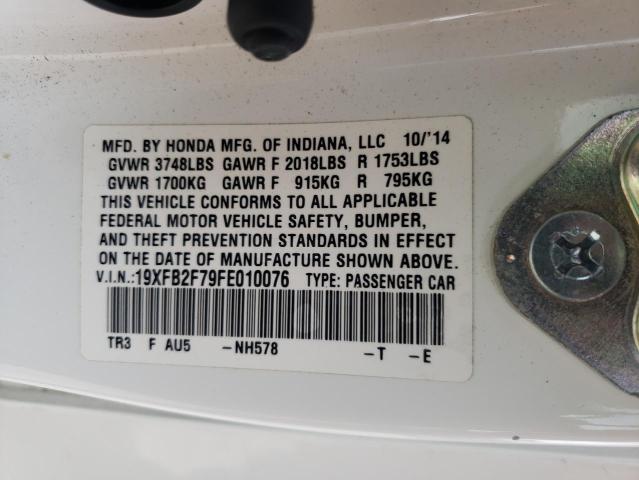 MFD. BY HONDA MFG. OF INDIANA, LLC 10/'14
GVWR 3748LBS GAWR F 2018LBS R 1753LBS
GVWR 1700KG GAWR F 915KG R 795KG
THIS VEHICLE CONFORMS TO ALL APPLICABLE
FEDERAL MOTOR VEHICLE SAFETY, BUMPER,
AND THEFT PREVENTION STANDARDS IN EFFECT
ON THE DATE OF MANUFACTURE SHOWN ABOVE.
V.I.N.:19XFB2F79FE010076 TYPE: PASSENGER CAR
TR3 F AU5 -NH578 -T -E